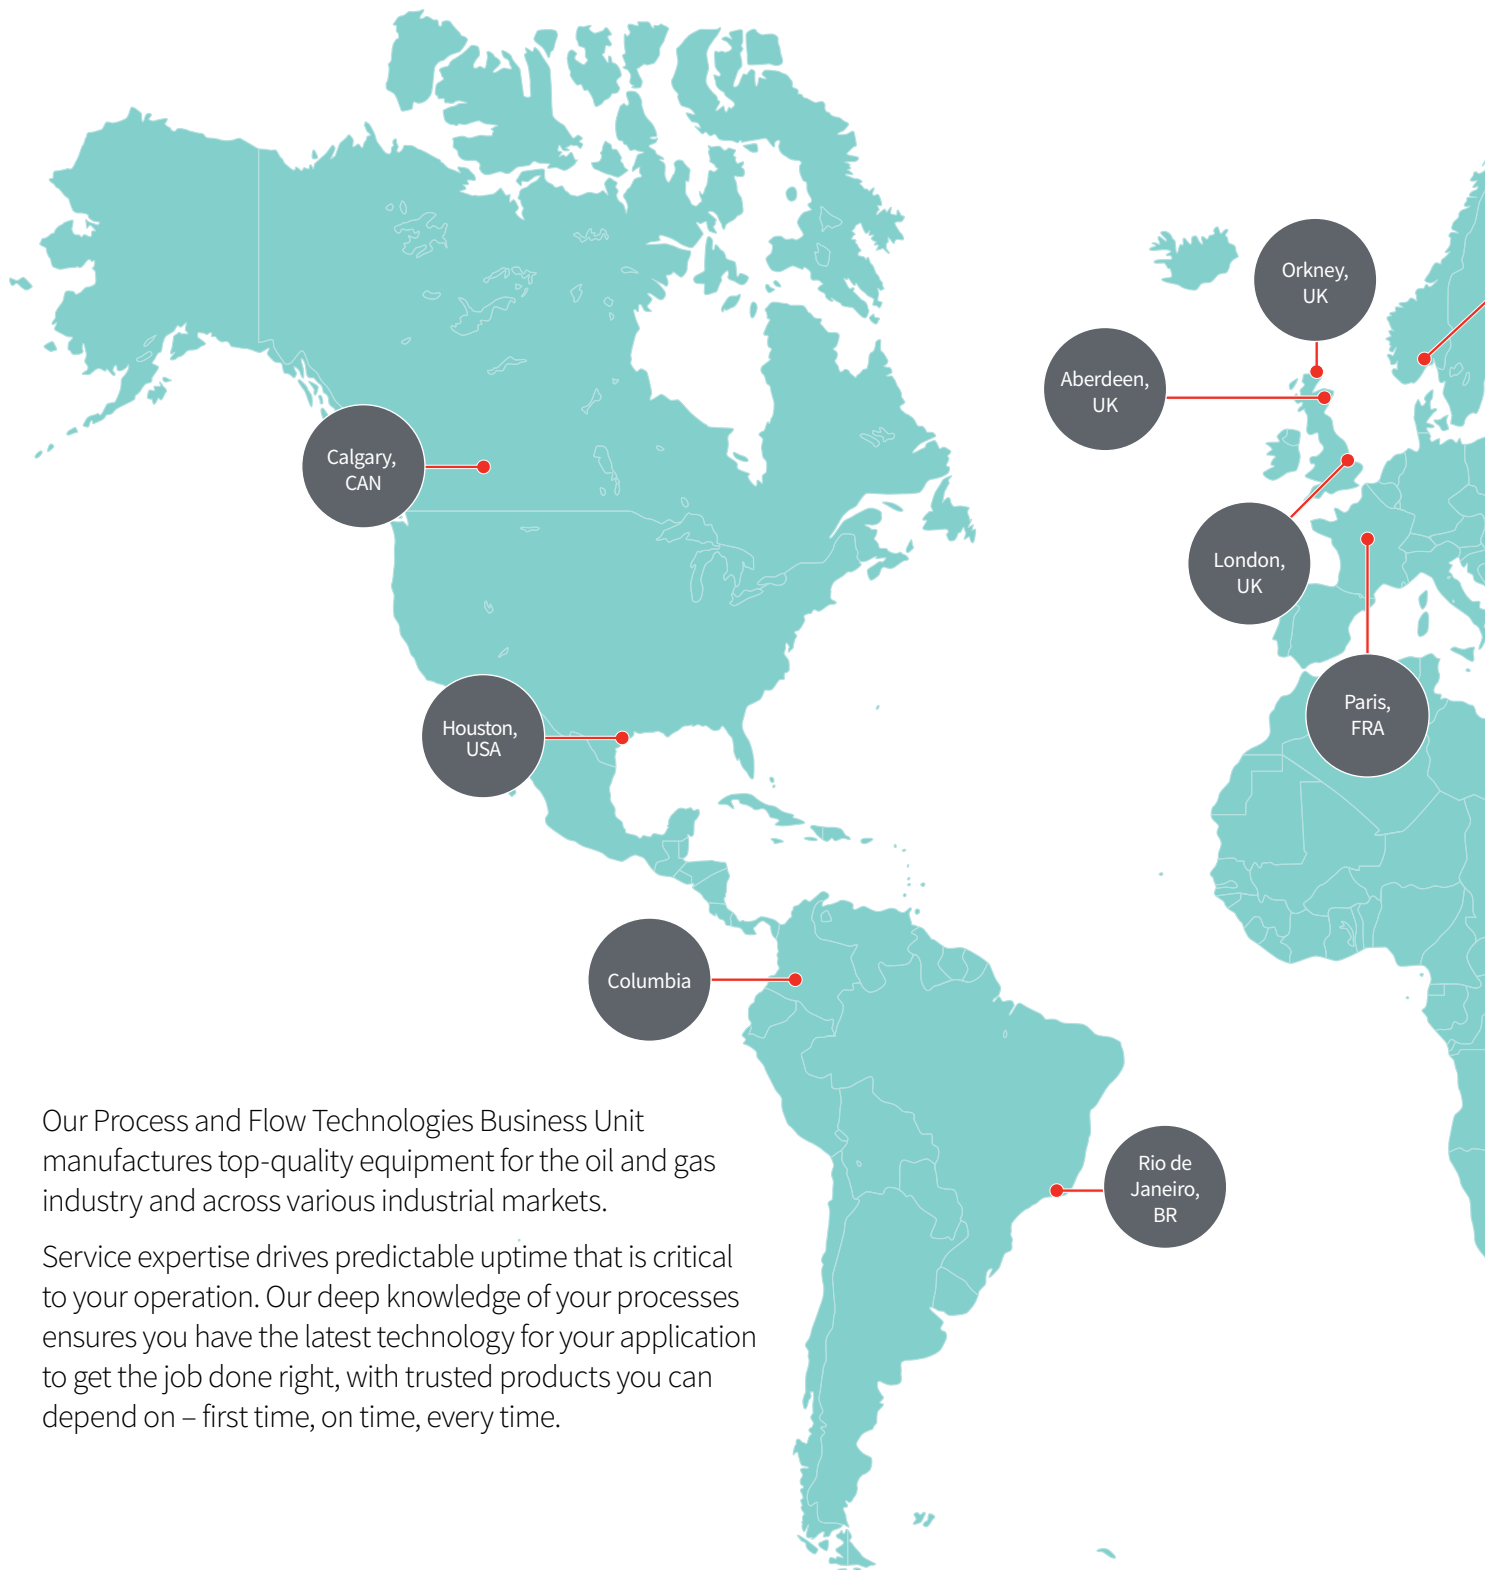 Orkney,
UK
Aberdeen,
UK
Calgary,
CAN
London,
UK
Paris,
FRA
Houston,
USA
Columbia
Our Process and Flow Technologies Business Unit
manufactures top-quality equipment for the oil and gas
industry and across various industrial markets.
Rio de
Janeiro,
BR
Service expertise drives predictable uptime that is critical
to your operation. Our deep knowledge of your processes
ensures you have the latest technology for your application
to get the job done right, with trusted products you can
depend on – first time, on time, every time.